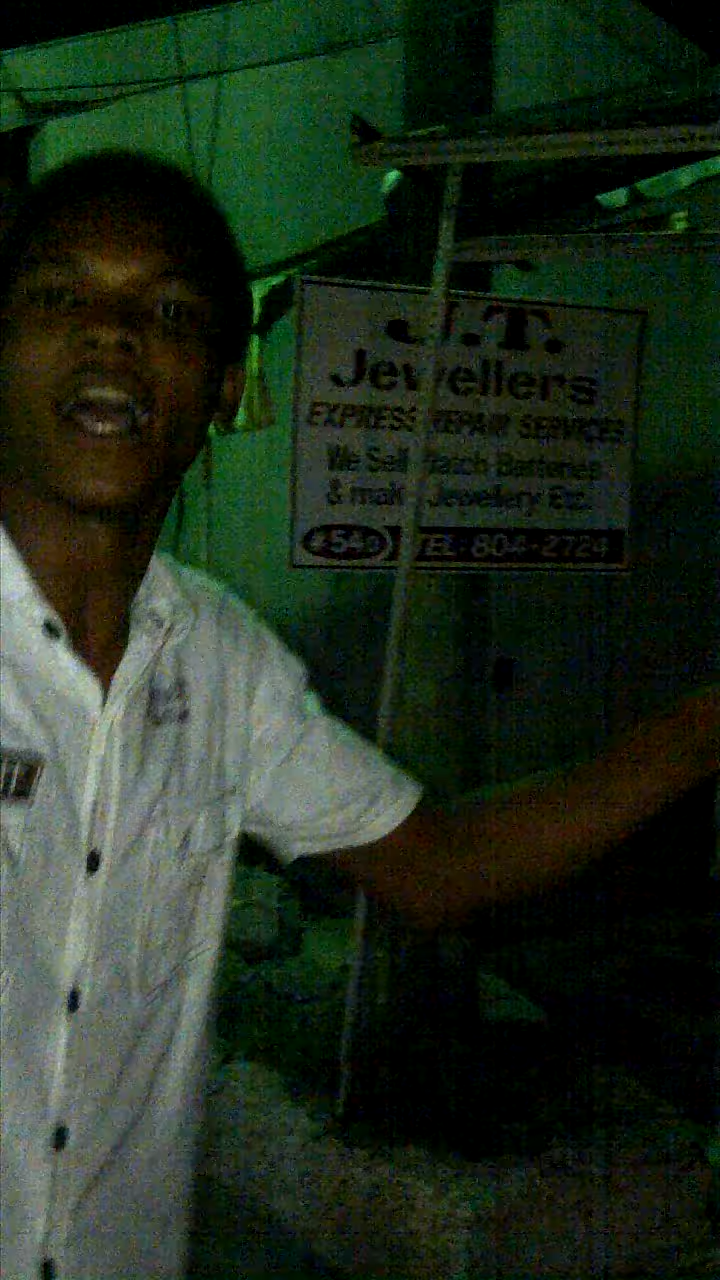 J.T.
Jewellers
EXPRESS REPAIR SERVICES
We Sell Watch Batteries
& make Jewellery Etc.
TEL: 804-2724